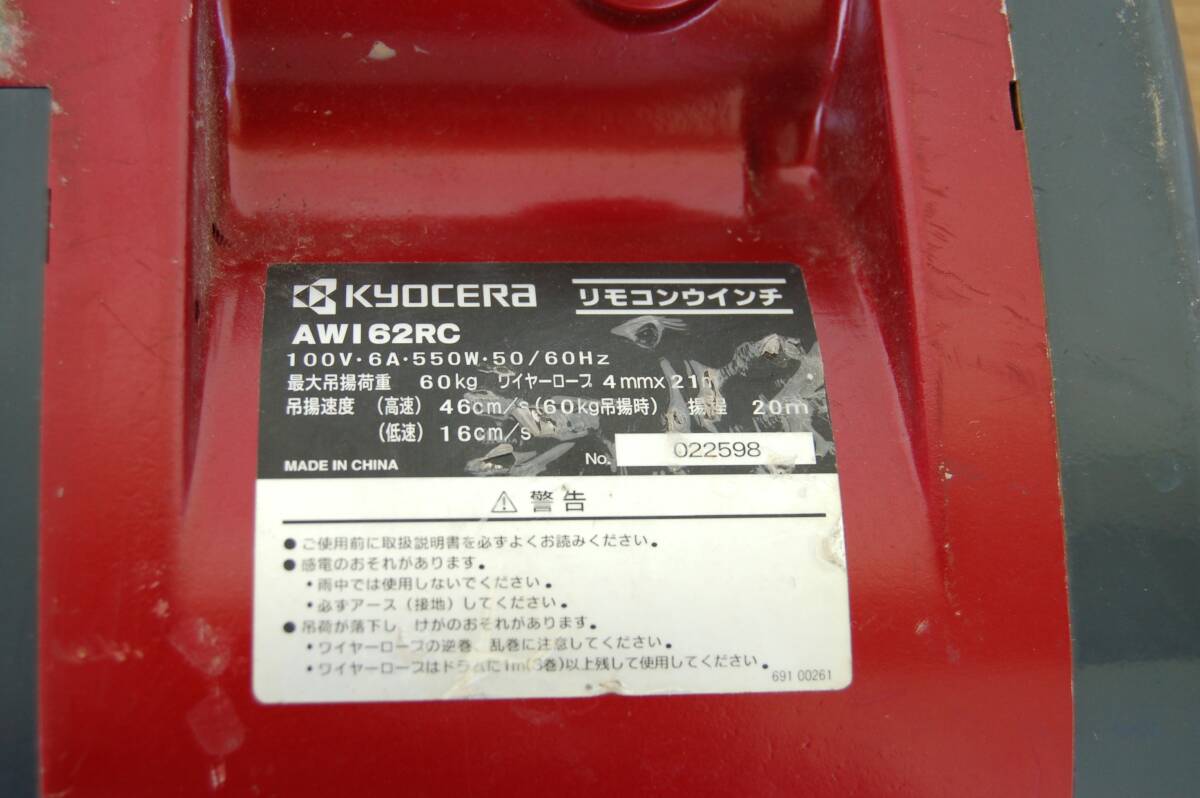 KYOCERA リモコンウインチ
AWI62RC
100V・6A・550W・50/60Hz
最大吊揚荷重 60kg ワイヤーロープ 4mmx21m
吊揚速度 (高速) 46cm/s (60kg吊揚時) 揚程 20m
(低速) 16cm/s
No. 022598
MADE IN CHINA
⚠ 警告
● ご使用前に取扱説明書を必ずよくお読みください。
● 感電のおそれがあります。
・雨中では使用しないでください。
・必ずアース (接地) してください。
● 吊荷が落下し けがのおそれがあります。
・ワイヤーロープの逆巻、乱巻に注意してください。
・ワイヤーロープはドラムに1m(5巻)以上残して使用してください。
691 00261